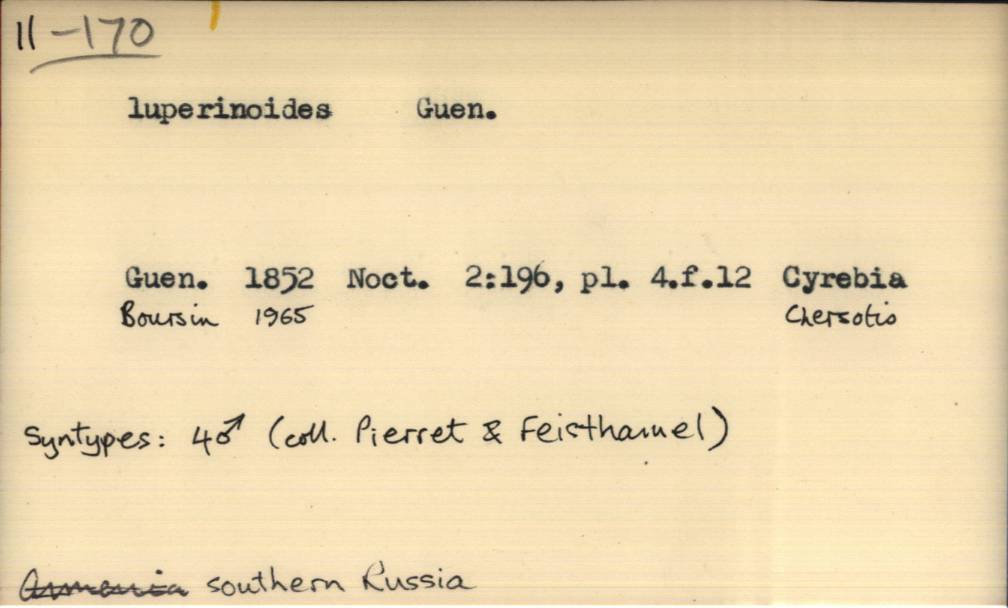 11-170
luperinoides Guen.
Guen. 1852 Noct. 2:196, pl. 4.f.12 Cyrebia
Boursin 1965 Chersotis
Syntypes: 4♂ (coll. Pierret & Feisthamel)
Armenia southern Russia